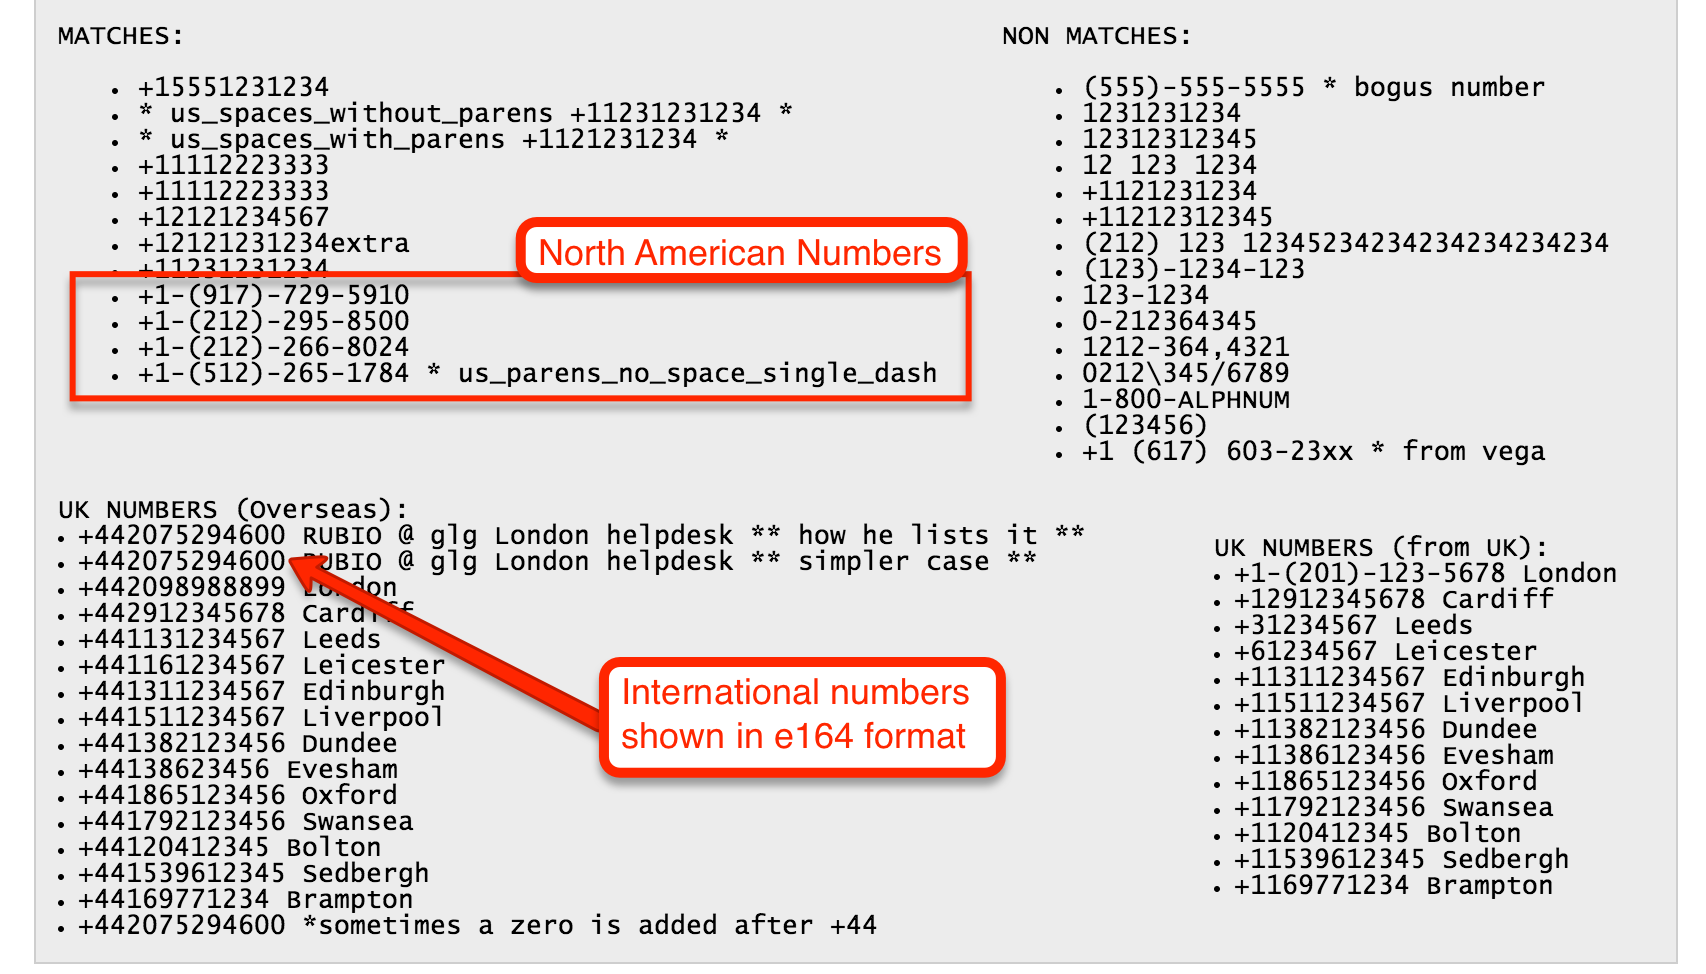 MATCHES:
+15551231234
* us_spaces_without_parens +11231231234 *
* us_spaces_with_parens +1121231234 *
+11112223333
+11112223333
+12121234567
+12121231234extra
+11231231234
North American Numbers
+1-(917)-729-5910
+1-(212)-295-8500
+1-(212)-266-8024
+1-(512)-265-1784 * us_parens_no_space_single_dash
NON MATCHES:
(555)-555-5555 * bogus number
1231231234
12312312345
12 123 1234
+1121231234
+11212312345
(212) 123 12345234234234234234234
(123)-1234-123
123-1234
0-212364345
1212-364,4321
0212\345/6789
1-800-ALPHNUM
(123456)
+1 (617) 603-23xx * from vega
UK NUMBERS (Overseas):
+442075294600 RUBIO @ glg London helpdesk ** how he lists it **
+442075294600 RUBIO @ glg London helpdesk ** simpler case **
+442098988899 London
+442912345678 Cardiff
+441131234567 Leeds
+441161234567 Leicester
+441311234567 Edinburgh
+441511234567 Liverpool
+441382123456 Dundee
+44138623456 Evesham
+441865123456 Oxford
+441792123456 Swansea
+44120412345 Bolton
+441539612345 Sedbergh
+44169771234 Brampton
+442075294600 *sometimes a zero is added after +44
International numbers
shown in e164 format
UK NUMBERS (from UK):
+1-(201)-123-5678 London
+12912345678 Cardiff
+31234567 Leeds
+61234567 Leicester
+11311234567 Edinburgh
+11511234567 Liverpool
+11382123456 Dundee
+11386123456 Evesham
+11865123456 Oxford
+11792123456 Swansea
+1120412345 Bolton
+11539612345 Sedbergh
+1169771234 Brampton